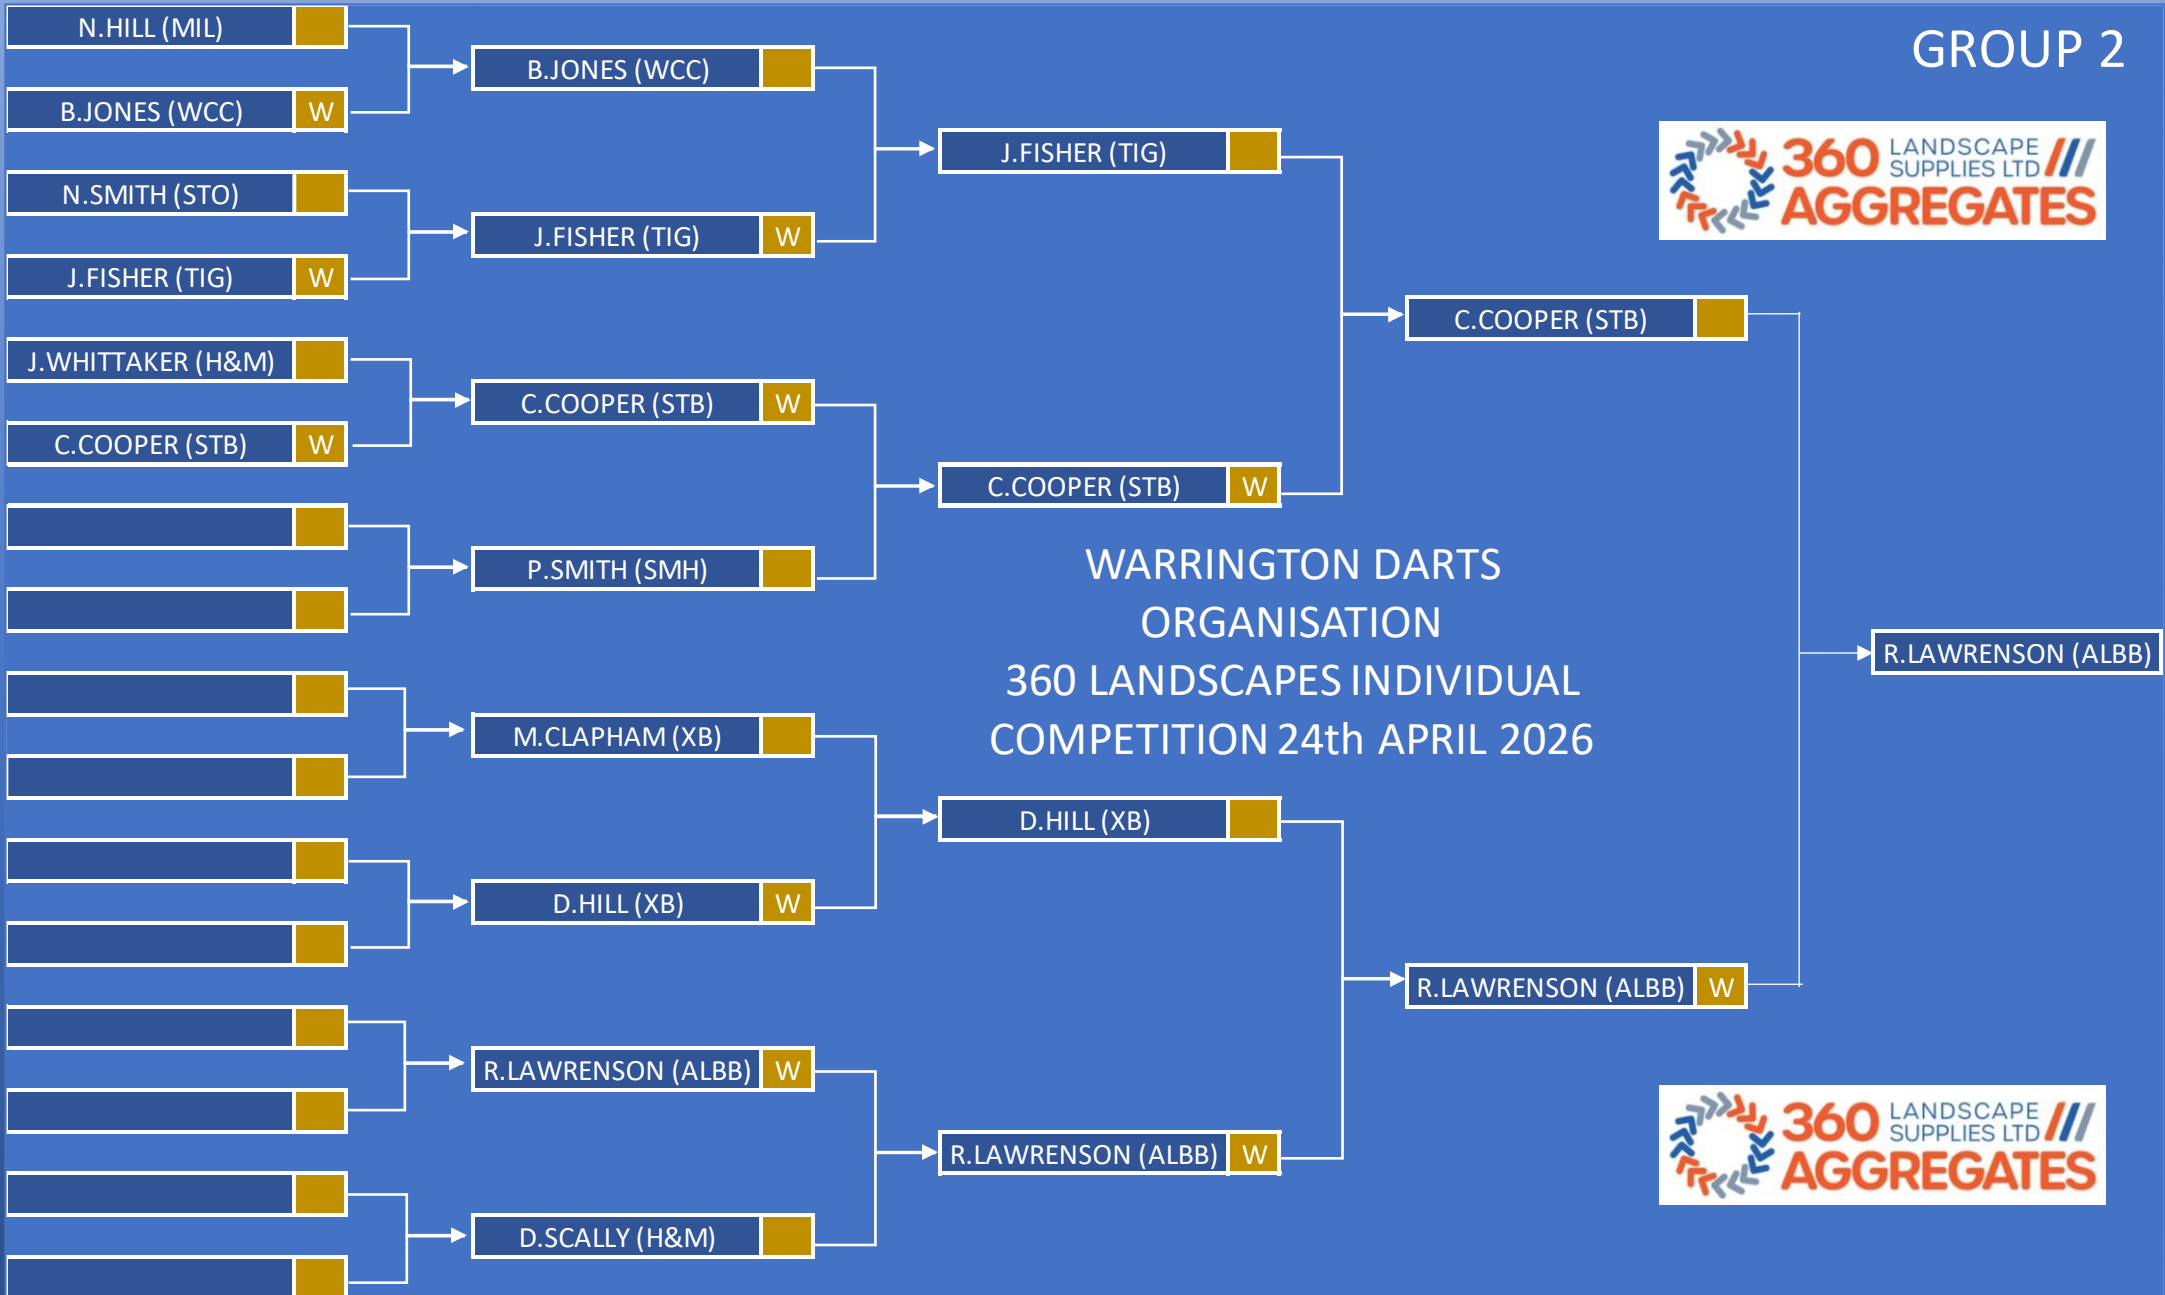 GROUP 2
N.HILL (MIL)
B.JONES (WCC) W
N.SMITH (STO)
J.FISHER (TIG) W
J.WHITTAKER (H&M)
C.COOPER (STB) W
B.JONES (WCC)
J.FISHER (TIG) W
C.COOPER (STB) W
P.SMITH (SMH)
M.CLAPHAM (XB)
D.HILL (XB) W
R.LAWRENSON (ALBB) W
D.SCALLY (H&M)
J.FISHER (TIG)
C.COOPER (STB) W
D.HILL (XB)
R.LAWRENSON (ALBB) W
C.COOPER (STB)
R.LAWRENSON (ALBB) W
R.LAWRENSON (ALBB)
WARRINGTON DARTS
ORGANISATION
360 LANDSCAPES INDIVIDUAL
COMPETITION 24th APRIL 2026
360 LANDSCAPE
SUPPLIES LTD
AGGREGATES
360 LANDSCAPE
SUPPLIES LTD
AGGREGATES